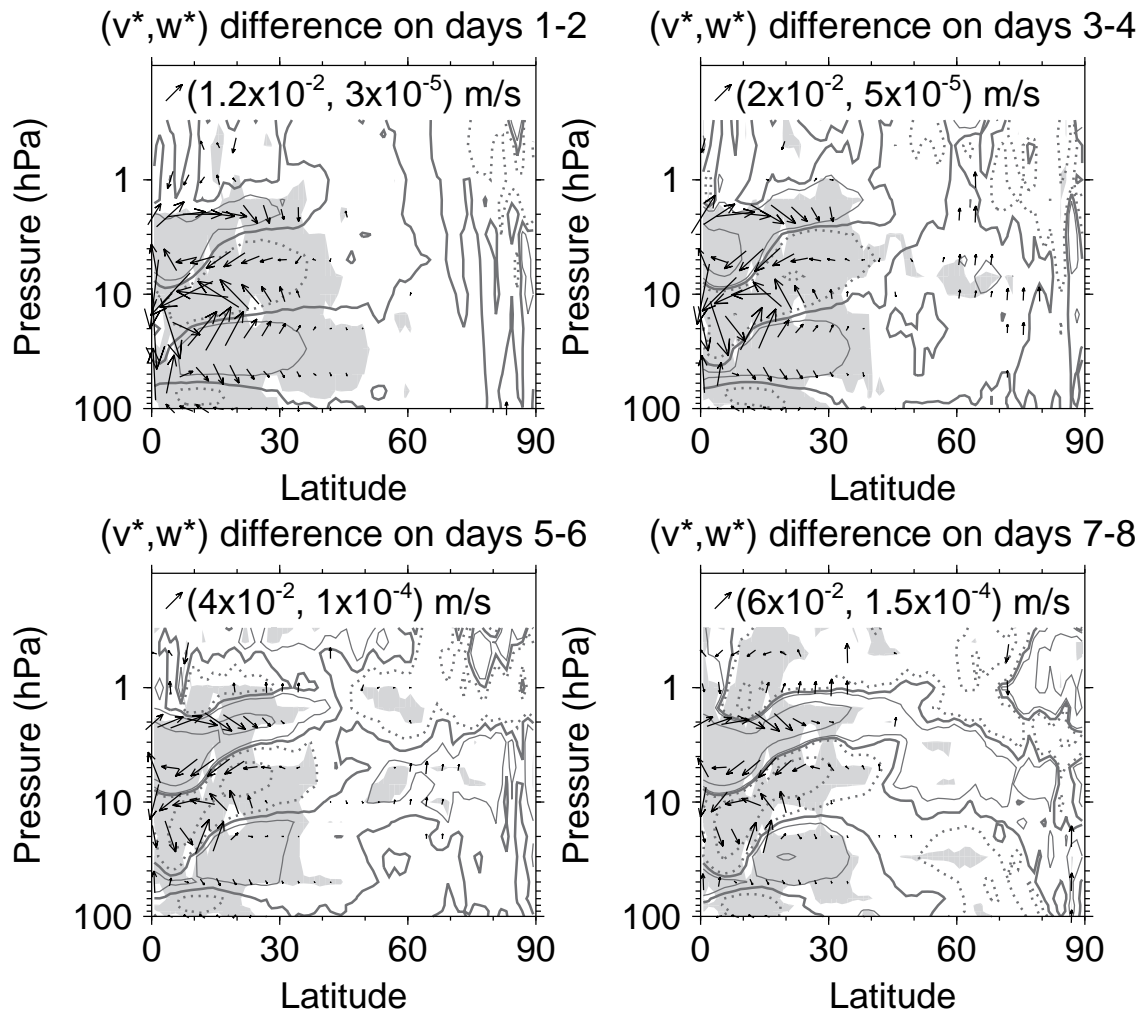 (v*,w*) difference on days 1-2
(1.2x10⁻², 3x10⁻⁵) m/s
Pressure (hPa)
1
10
100
0 30 60 90
Latitude
(v*,w*) difference on days 3-4
(2x10⁻², 5x10⁻⁵) m/s
Pressure (hPa)
1
10
100
0 30 60 90
Latitude
(v*,w*) difference on days 5-6
(4x10⁻², 1x10⁻⁴) m/s
Pressure (hPa)
1
10
100
0 30 60 90
Latitude
(v*,w*) difference on days 7-8
(6x10⁻², 1.5x10⁻⁴) m/s
Pressure (hPa)
1
10
100
0 30 60 90
Latitude